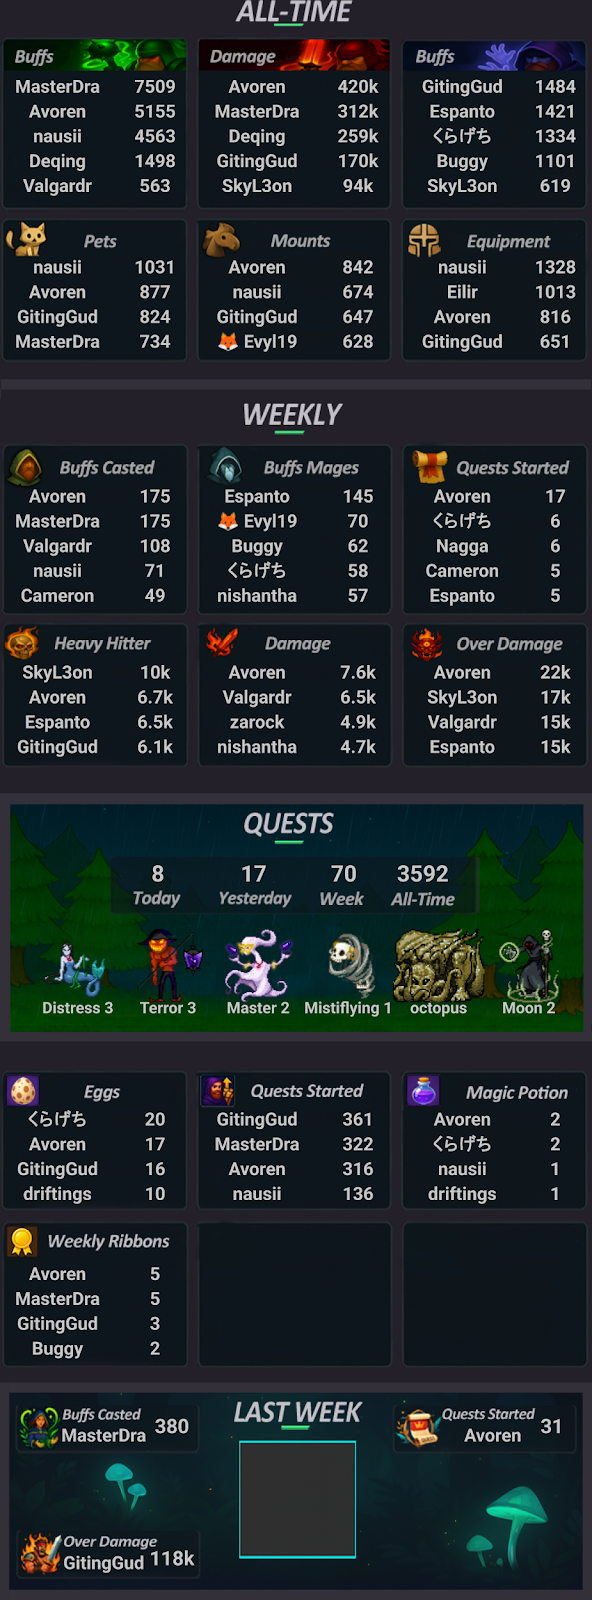 ALL-TIME
Buffs
MasterDra 7509
Avoren 5155
nausii 4563
Deqing 1498
Valgardr 563
Damage
Avoren 420k
MasterDra 312k
Deqing 259k
GitingGud 170k
SkyL3on 94k
Buffs
GitingGud 1484
Espanto 1421
くらげち 1334
Buggy 1101
SkyL3on 619
Pets
nausii 1031
Avoren 877
GitingGud 824
MasterDra 734
Mounts
Avoren 842
nausii 674
GitingGud 647
🦊 Evyl19 628
Equipment
nausii 1328
Eilir 1013
Avoren 816
GitingGud 651
WEEKLY
Buffs Casted
Avoren 175
MasterDra 175
Valgardr 108
nausii 71
Cameron 49
Buffs Mages
Espanto 145
🦊 Evyl19 70
Buggy 62
くらげち 58
nishantha 57
Quests Started
Avoren 17
くらげち 6
Nagga 6
Cameron 5
Espanto 5
Heavy Hitter
SkyL3on 10k
Avoren 6.7k
Espanto 6.5k
GitingGud 6.1k
Damage
Avoren 7.6k
Valgardr 6.5k
zarock 4.9k
nishantha 4.7k
Over Damage
Avoren 22k
SkyL3on 17k
Valgardr 15k
Espanto 15k
QUESTS
8 17 70 3592
Today Yesterday Week All-Time
Distress 3 Terror 3 Master 2 Mistiflying 1 octopus Moon 2
Eggs
くらげち 20
Avoren 17
GitingGud 16
driftings 10
Quests Started
GitingGud 361
MasterDra 322
Avoren 316
nausii 136
Magic Potion
Avoren 2
くらげち 2
nausii 1
driftings 1
Weekly Ribbons
Avoren 5
MasterDra 5
GitingGud 3
Buggy 2
LAST WEEK
Buffs Casted
MasterDra 380
Quests Started
Avoren 31
Over Damage
GitingGud 118k